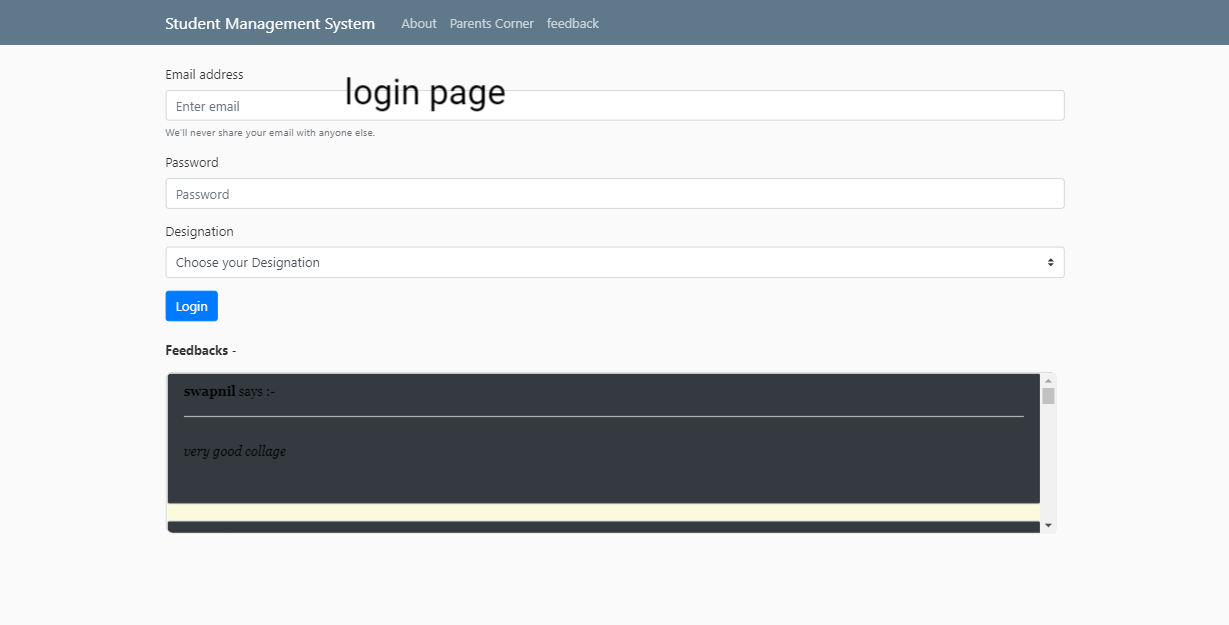 Student Management System About Parents Corner feedback
Email address
login page
Enter email
We'll never share your email with anyone else.
Password
Password
Designation
Choose your Designation
Login
Feedbacks -
swapnil says :-
very good collage